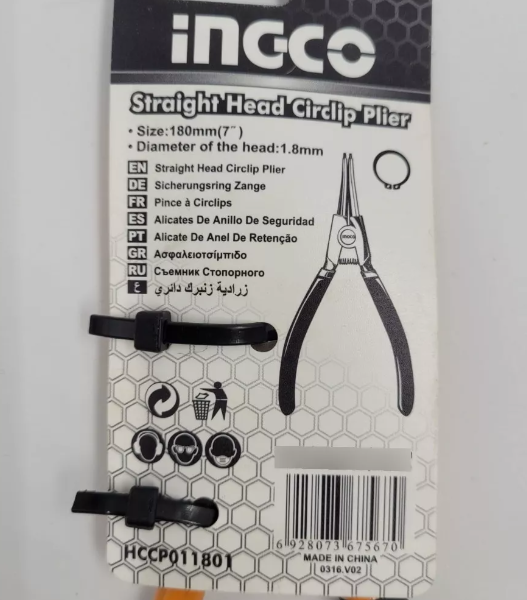 INGCO
Straight Head Circlip Plier
• Size:180mm(7″)
• Diameter of the head:1.8mm
EN Straight Head Circlip Plier
DE Sicherungsring Zange
FR Pince à Circlips
ES Alicates De Anillo De Seguridad
PT Alicate De Anel De Retenção
GR Ασφαλειοτσίμπιδο
RU Съемник Стопорного
ع زرادية زنبرك دائري
INGCO
6 928073 675670
MADE IN CHINA
0316.V02
HCCP011801